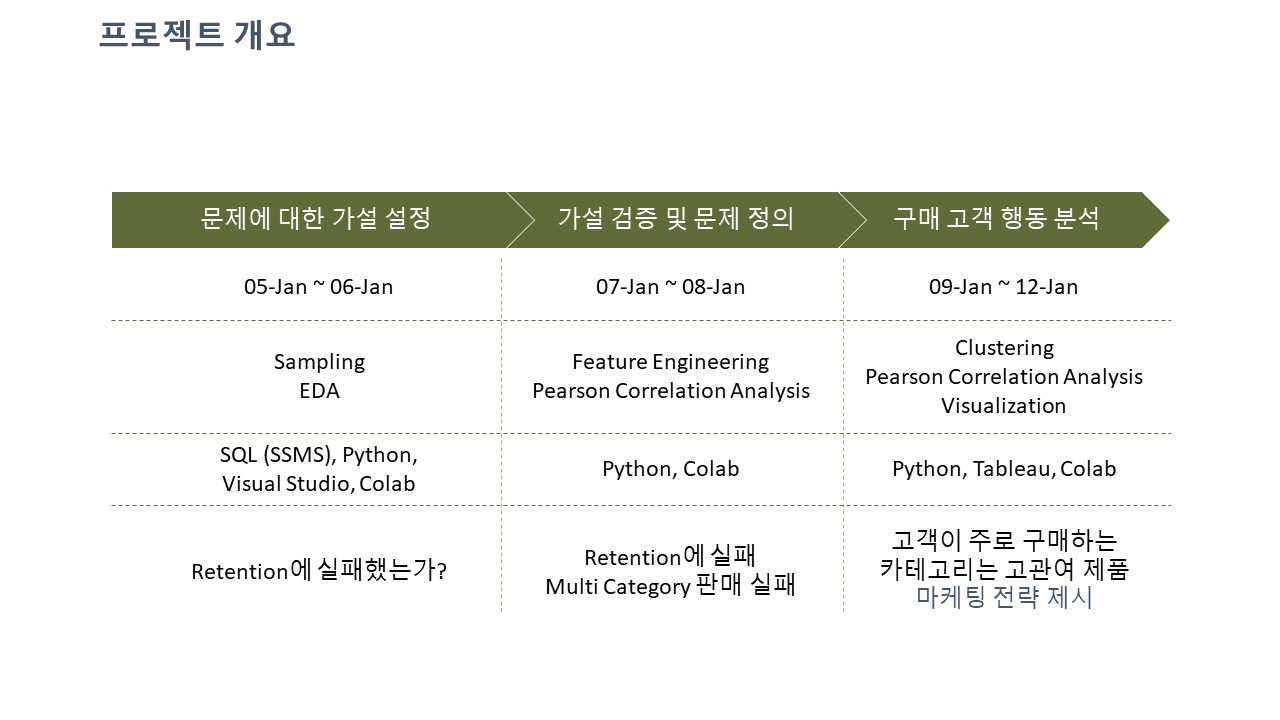 프로젝트 개요
문제에 대한 가설 설정
가설 검증 및 문제 정의
구매 고객 행동 분석
05-Jan ~ 06-Jan
07-Jan ~ 08-Jan
09-Jan ~ 12-Jan
Sampling
EDA
Feature Engineering
Pearson Correlation Analysis
Clustering
Pearson Correlation Analysis
Visualization
SQL (SSMS), Python,
Visual Studio, Colab
Python, Colab
Python, Tableau, Colab
Retention에 실패했는가?
Retention에 실패
Multi Category 판매 실패
고객이 주로 구매하는
카테고리는 고관여 제품
마케팅 전략 제시